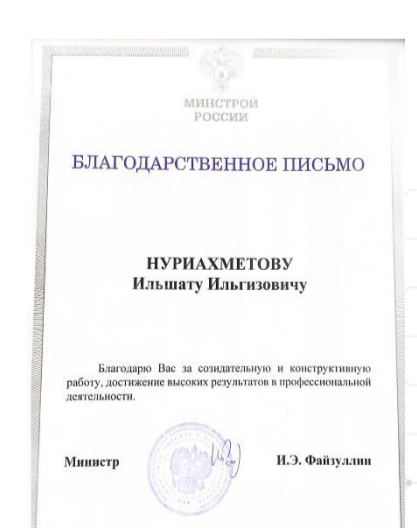 МИНСТРОЙ
РОССИИ
БЛАГОДАРСТВЕННОЕ ПИСЬМО
НУРИАХМЕТОВУ
Ильшату Ильгизовичу
Благодарю Вас за созидательную и конструктивную
работу, достижение высоких результатов в профессиональной
деятельности.
Министр И.Э. Файзуллин